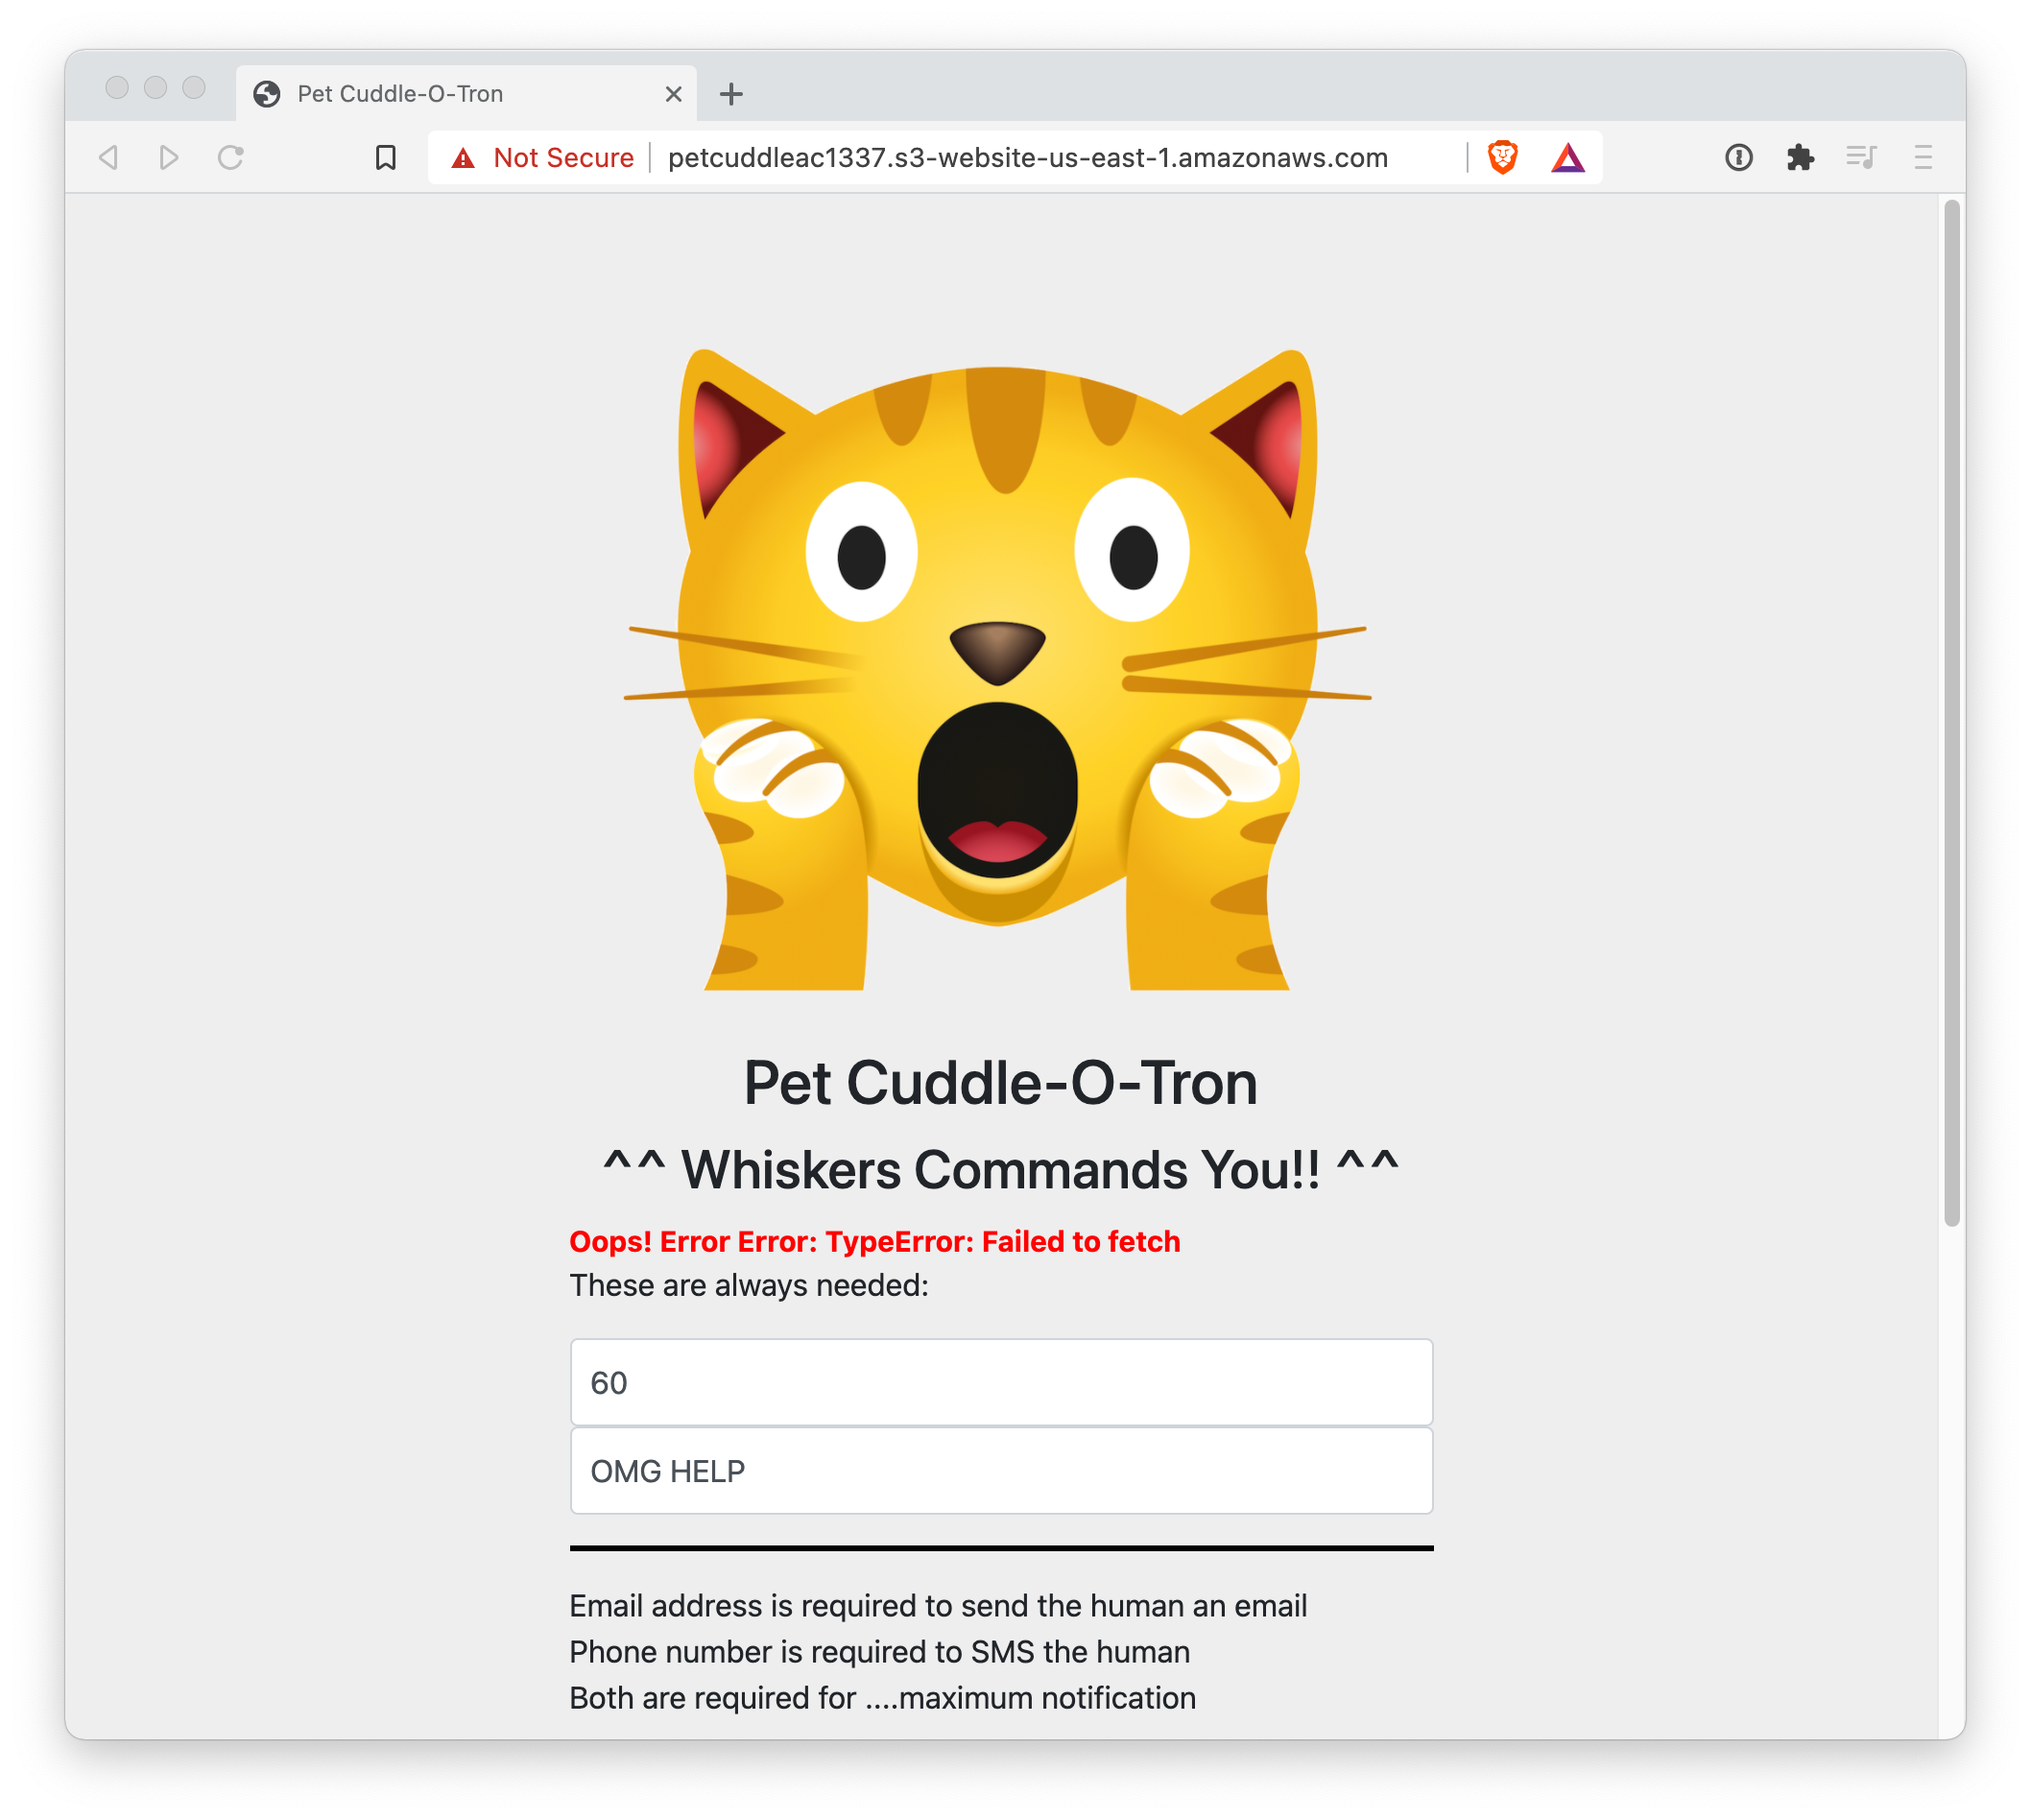 Pet Cuddle-O-Tron
Not Secure petcuddleac1337.s3-website-us-east-1.amazonaws.com
Pet Cuddle-O-Tron
^^ Whiskers Commands You!! ^^
Oops! Error Error: TypeError: Failed to fetch
These are always needed:
60
OMG HELP
Email address is required to send the human an email
Phone number is required to SMS the human
Both are required for ....maximum notification